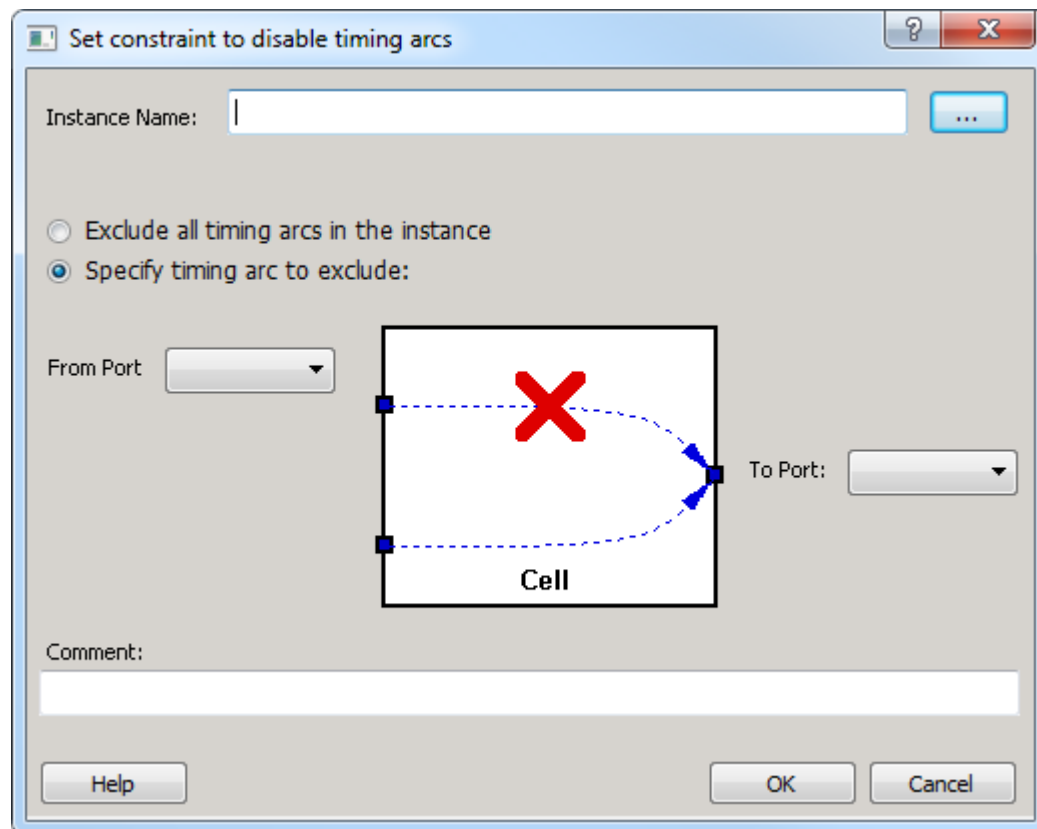 Set constraint to disable timing arcs
Instance Name:
...
Exclude all timing arcs in the instance
Specify timing arc to exclude:
From Port
To Port:
Cell
Comment:
Help
OK
Cancel